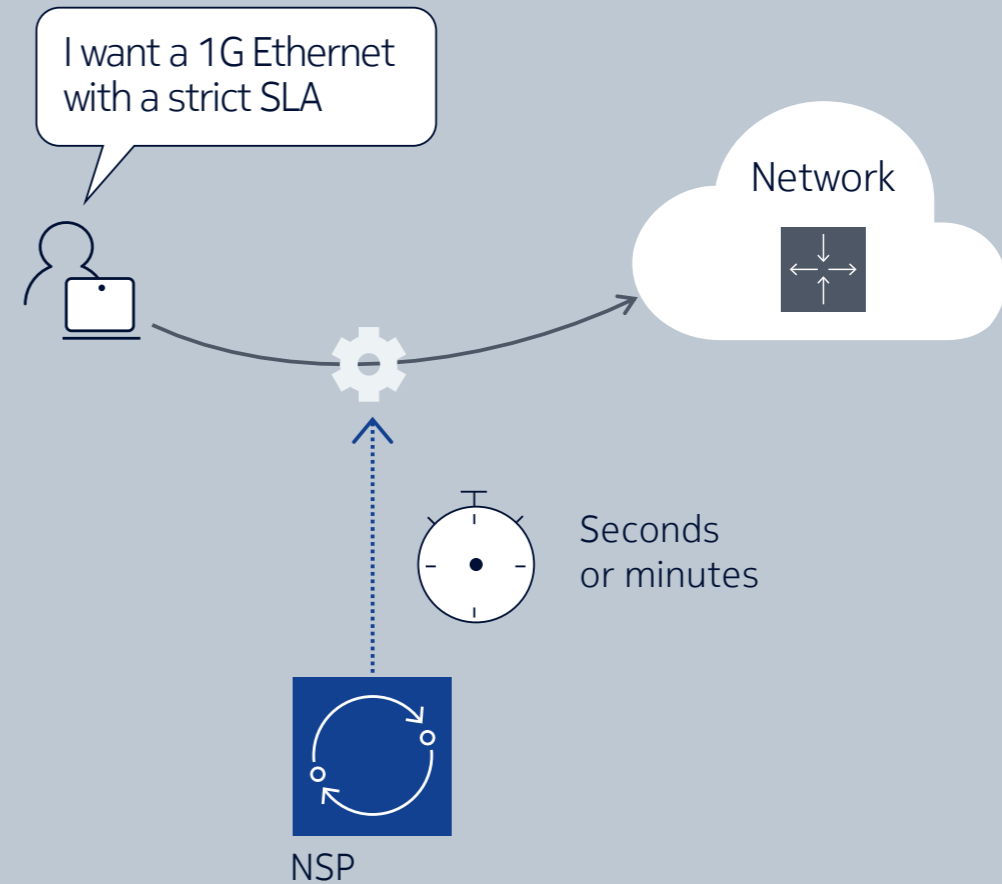 I want a 1G Ethernet
with a strict SLA
Network
Seconds
or minutes
NSP